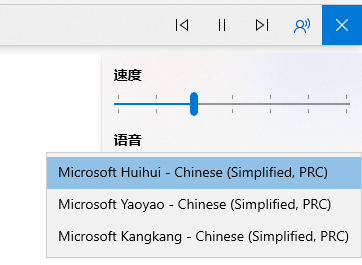 速度
语音
Microsoft Huihui - Chinese (Simplified, PRC)
Microsoft Yaoyao - Chinese (Simplified, PRC)
Microsoft Kangkang - Chinese (Simplified, PRC)